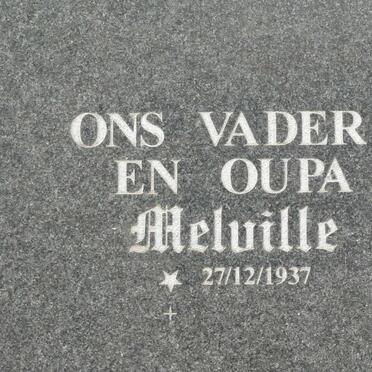 ONS VADER
EN OUPA
Melville
★ 27/12/1937
+